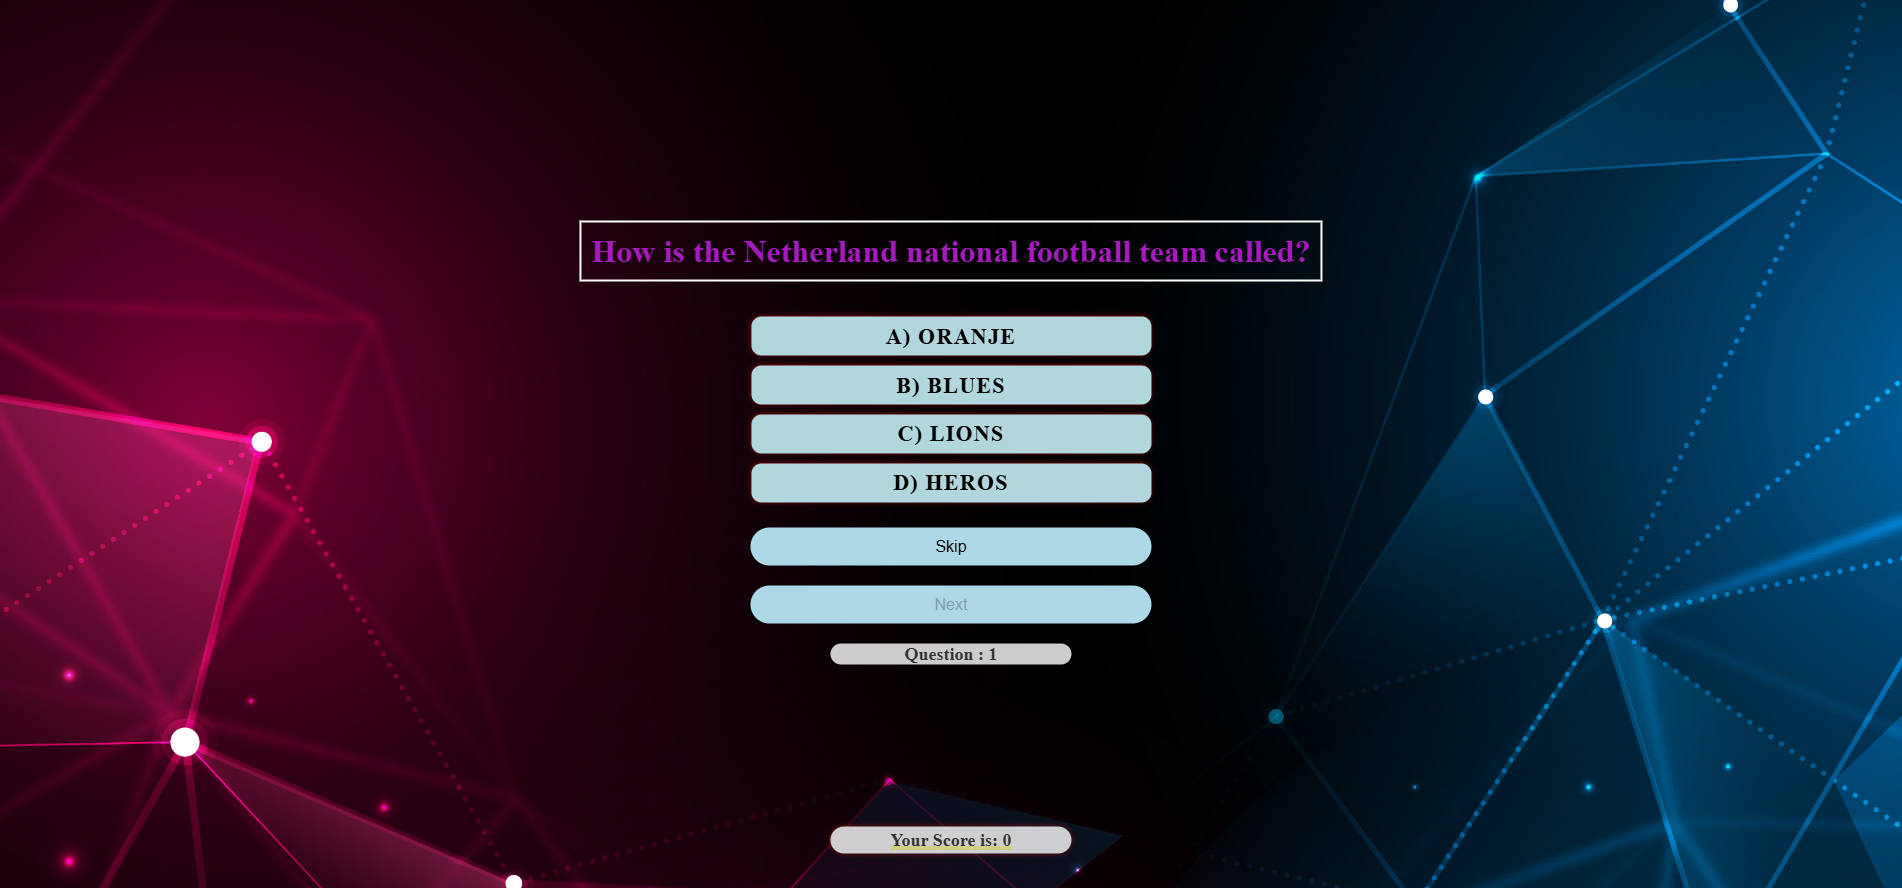 How is the Netherland national football team called?
A) ORANJE
B) BLUES
C) LIONS
D) HEROS
Skip
Next
Question : 1
Your Score is: 0